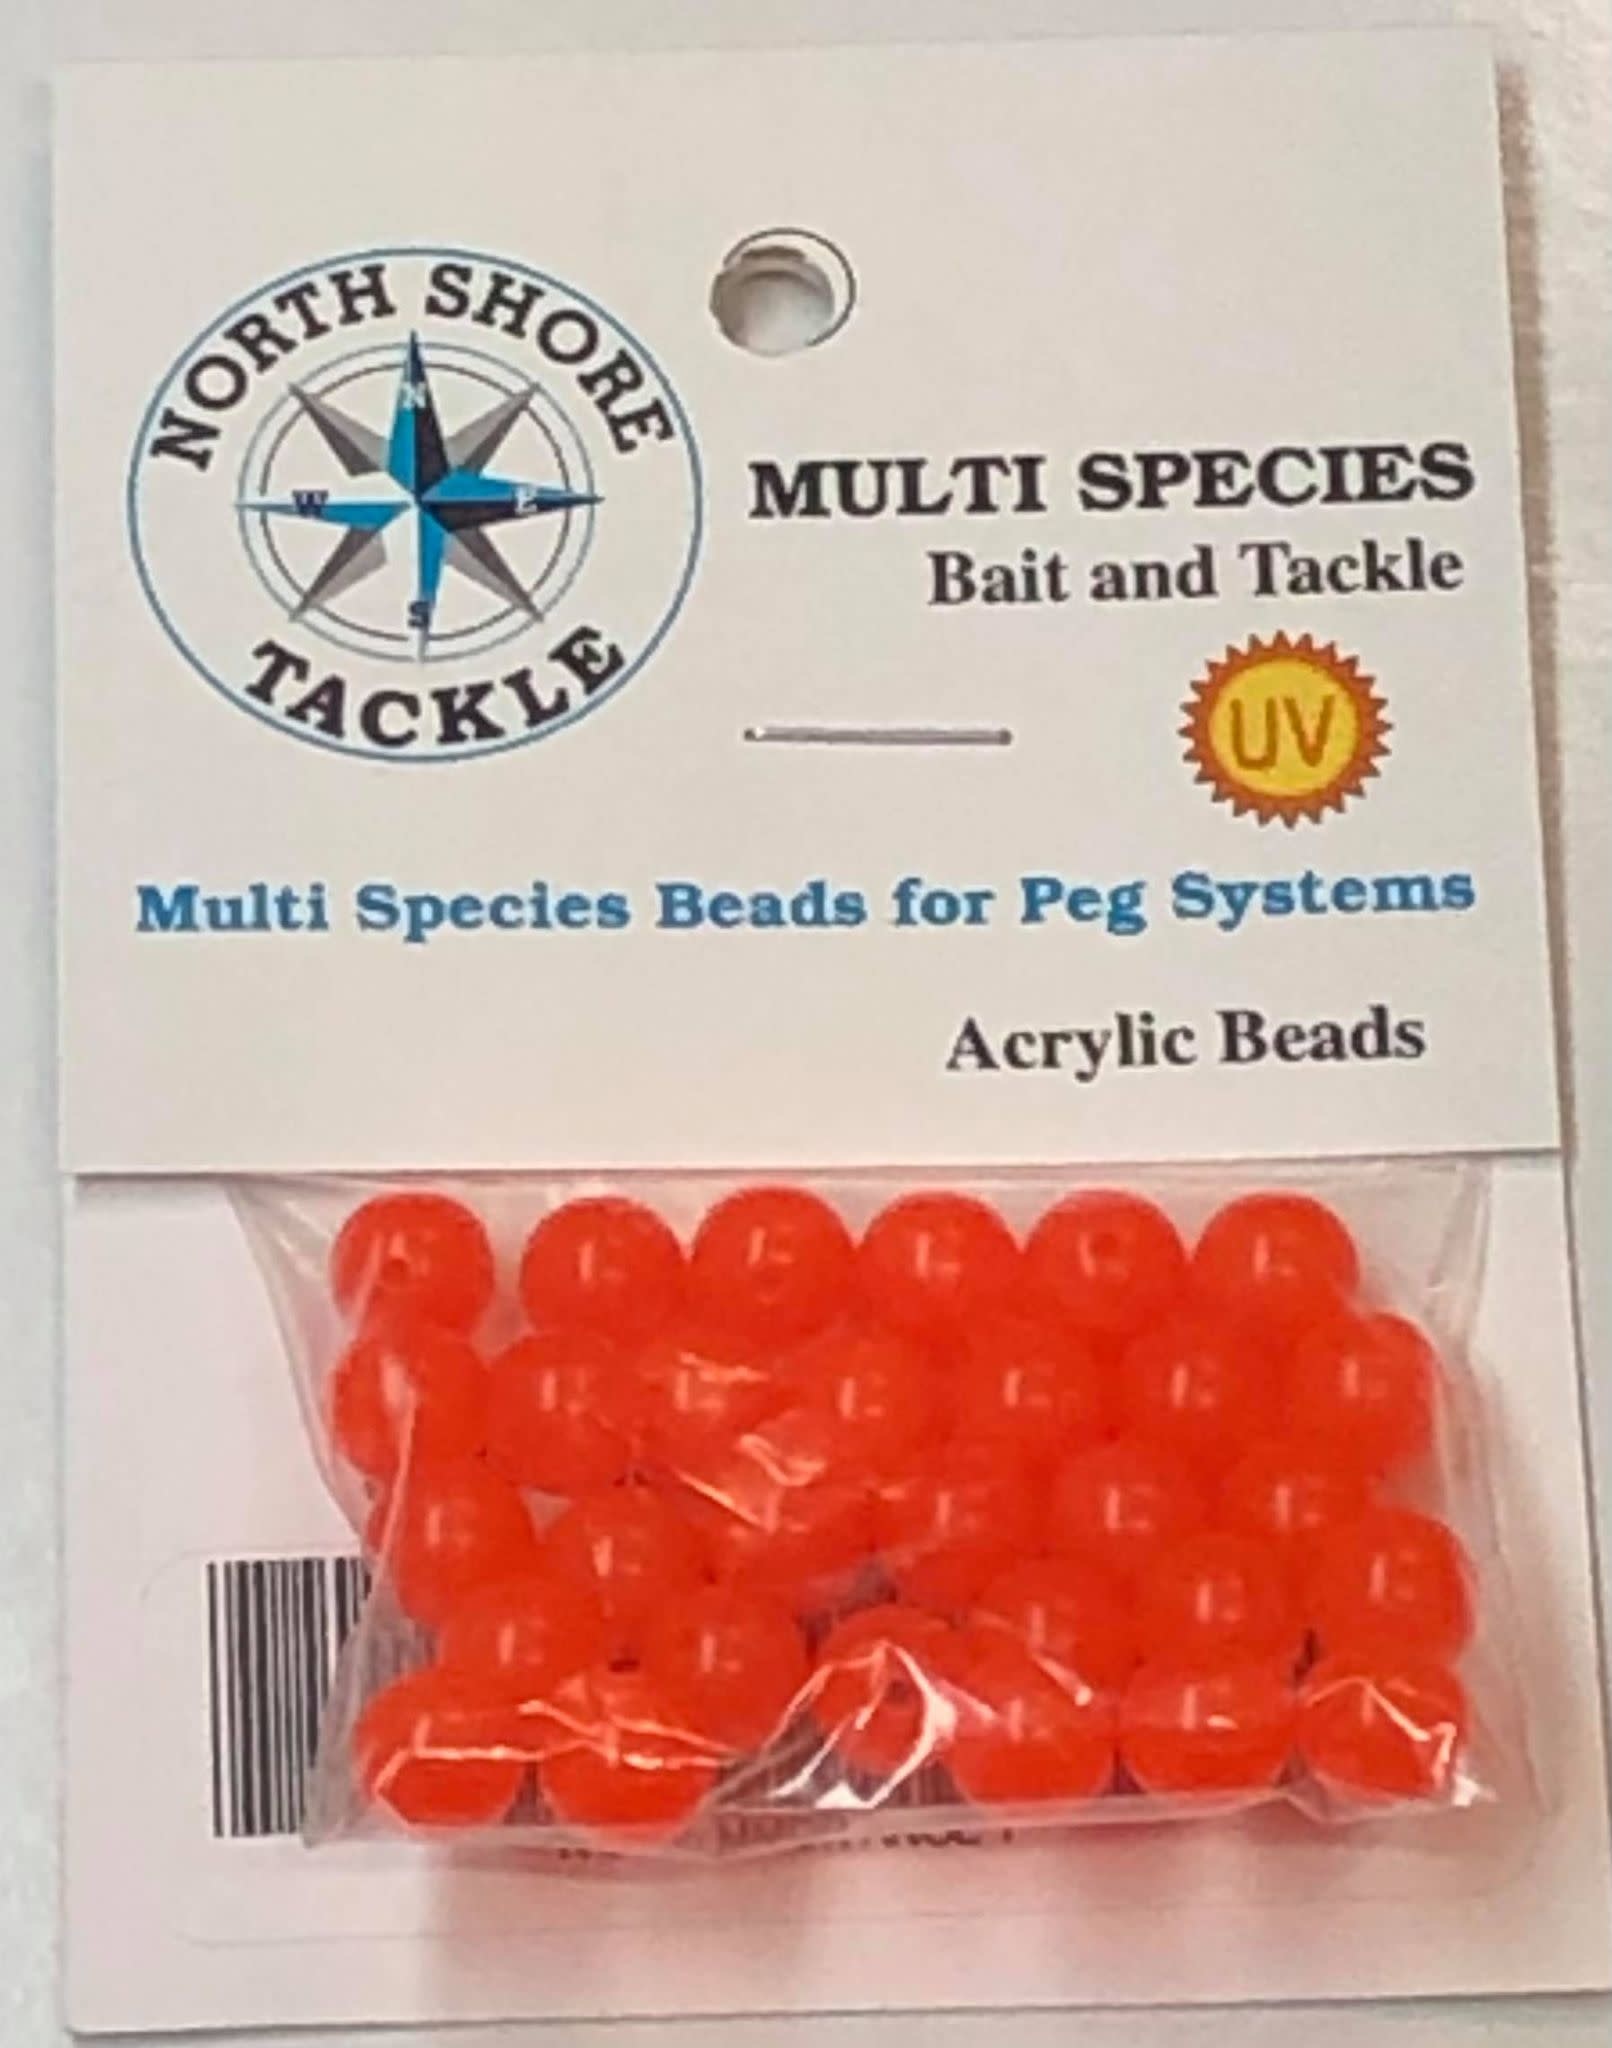 NORTH SHORE
N
W E
S
TACKLE
MULTI SPECIES
Bait and Tackle
UV
Multi Species Beads for Peg Systems
Acrylic Beads